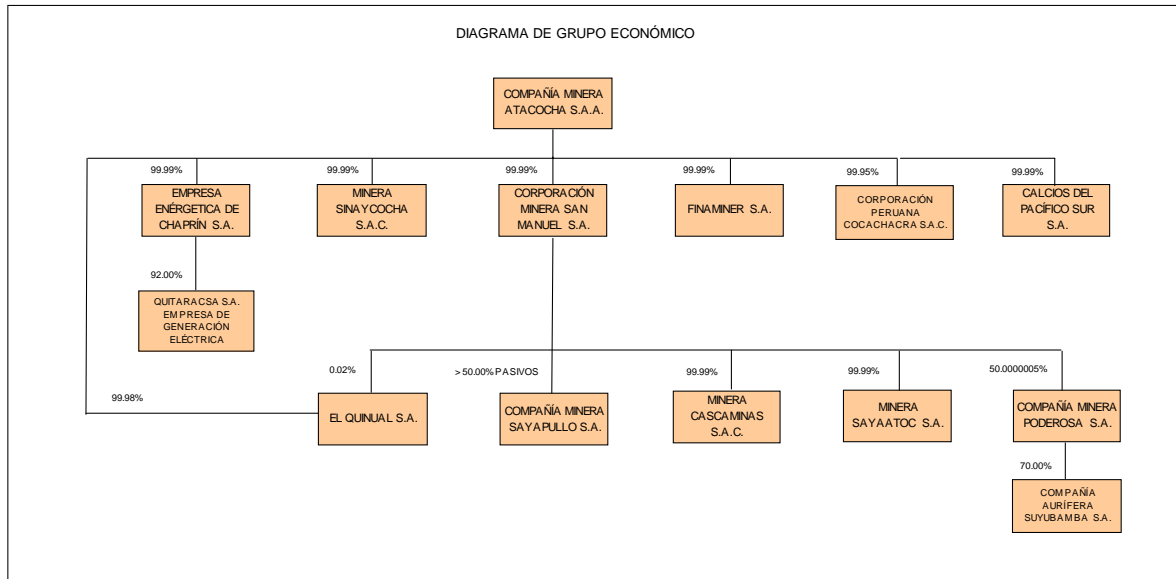 DIAGRAMA DE GRUPO ECONÓMICO
COMPAÑÍA MINERA
ATACOCHA S.A.A.
99.99%
99.99%
99.99%
99.99%
99.95%
99.99%
EMPRESA
ENÉRGETICA DE
CHAPRÍN S.A.
MINERA
SINAYCOCHA
S.A.C.
CORPORACIÓN
MINERA SAN
MANUEL S.A.
FINAMINER S.A.
CORPORACIÓN
PERUANA
COCACHACRA S.A.C.
CALCIOS DEL
PACÍFICO SUR
S.A.
92.00%
QUITARACSA S.A.
EMPRESA DE
GENERACIÓN
ELÉCTRICA
0.02%
> 50.00% PASIVOS
99.99%
99.99%
50.0000005%
99.98%
EL QUINUAL S.A.
COMPAÑÍA MINERA
SAYAPULLO S.A.
MINERA
CASCAMINAS
S.A.C.
MINERA
SAYAATOC S.A.
COMPAÑÍA MINERA
PODEROSA S.A.
70.00%
COMPAÑÍA
AURÍFERA
SUYUBAMBA S.A.